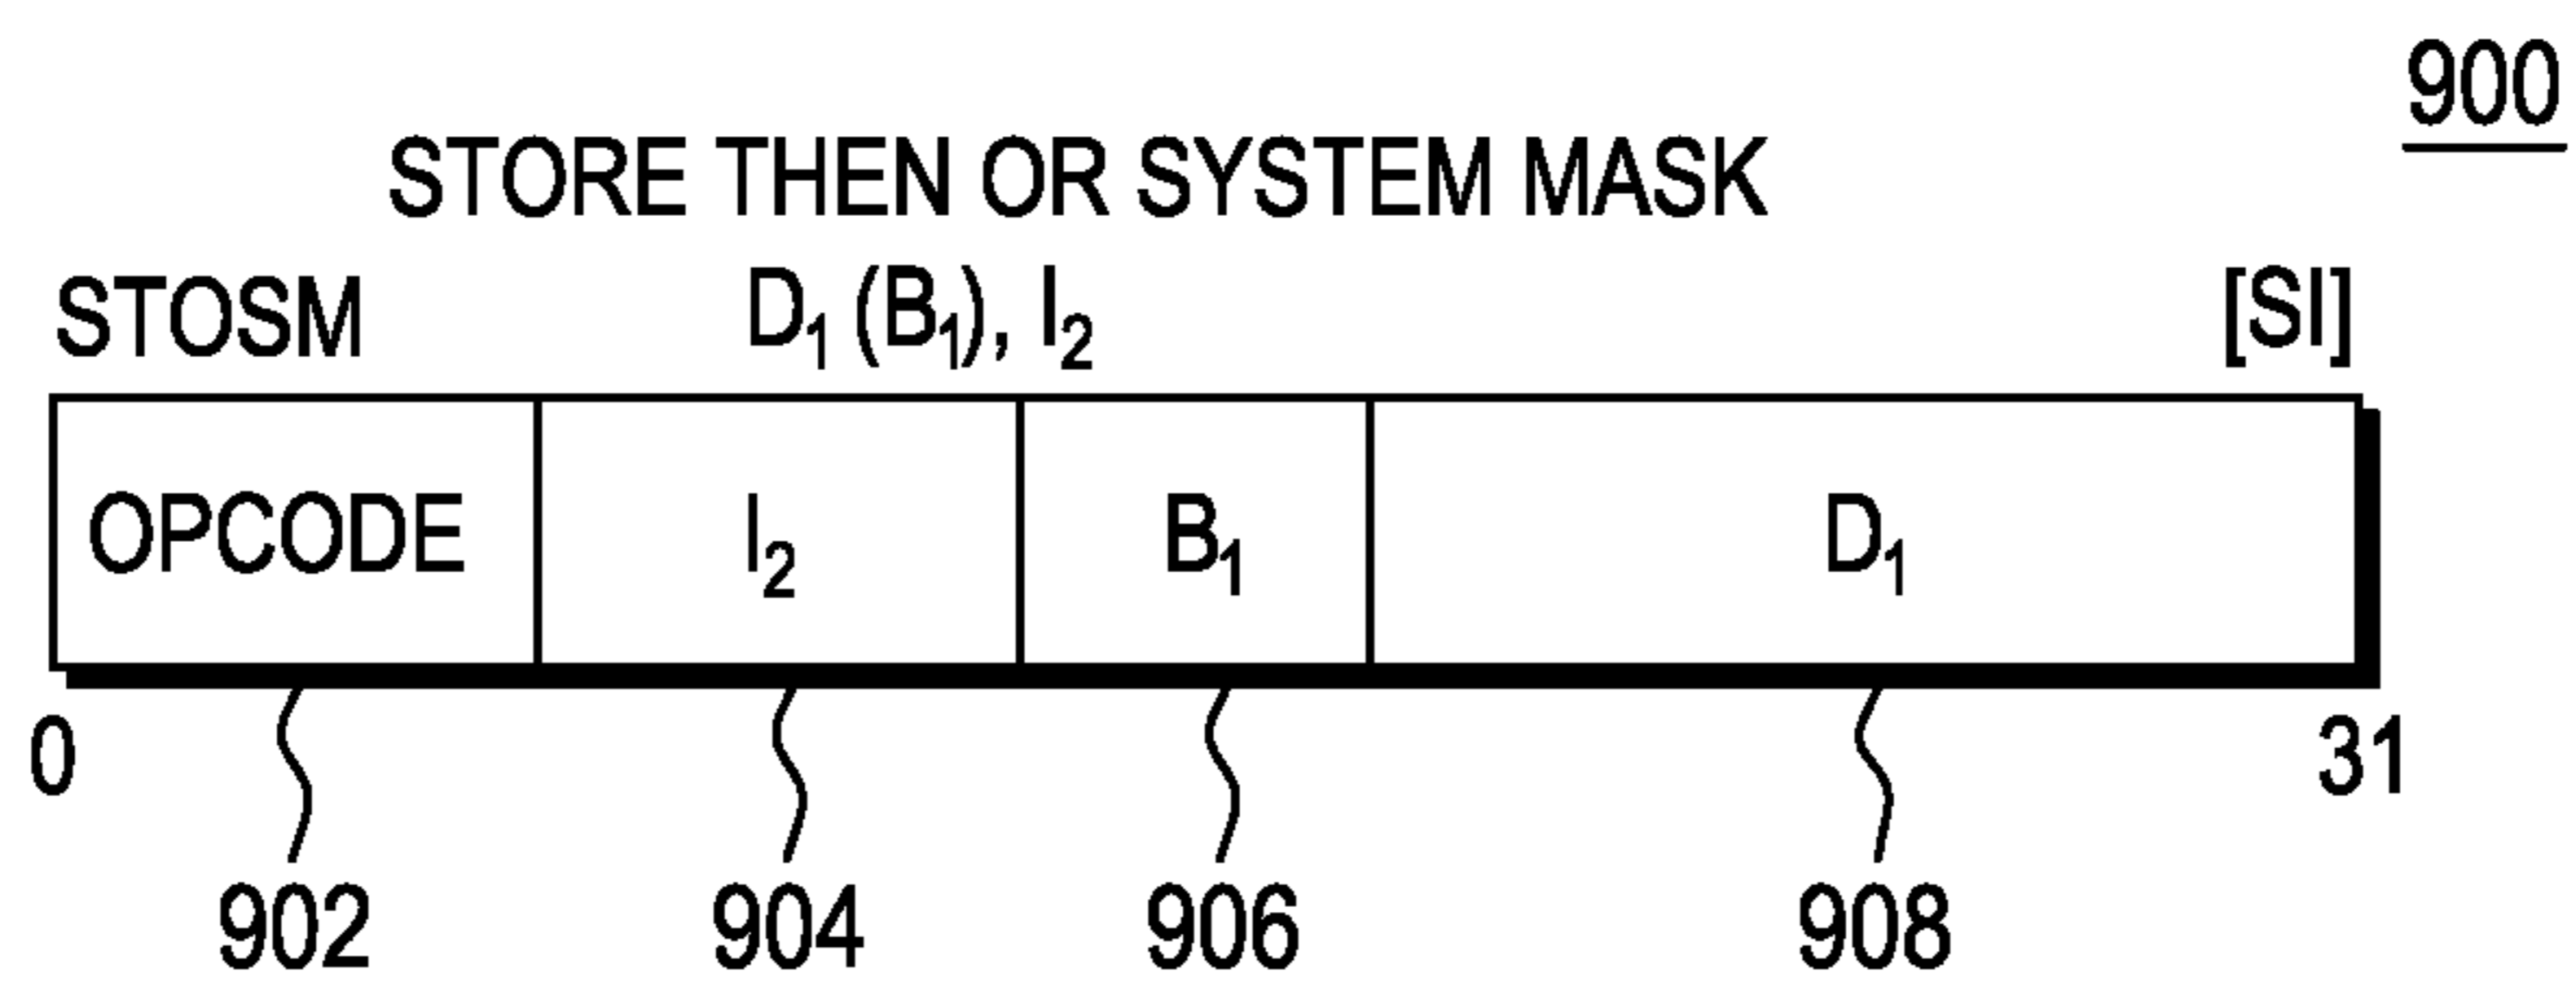 900
STORE THEN OR SYSTEM MASK
STOSM D₁ (B₁), I₂ [SI]
OPCODE I₂ B₁ D₁
0 31
902 904 906 908